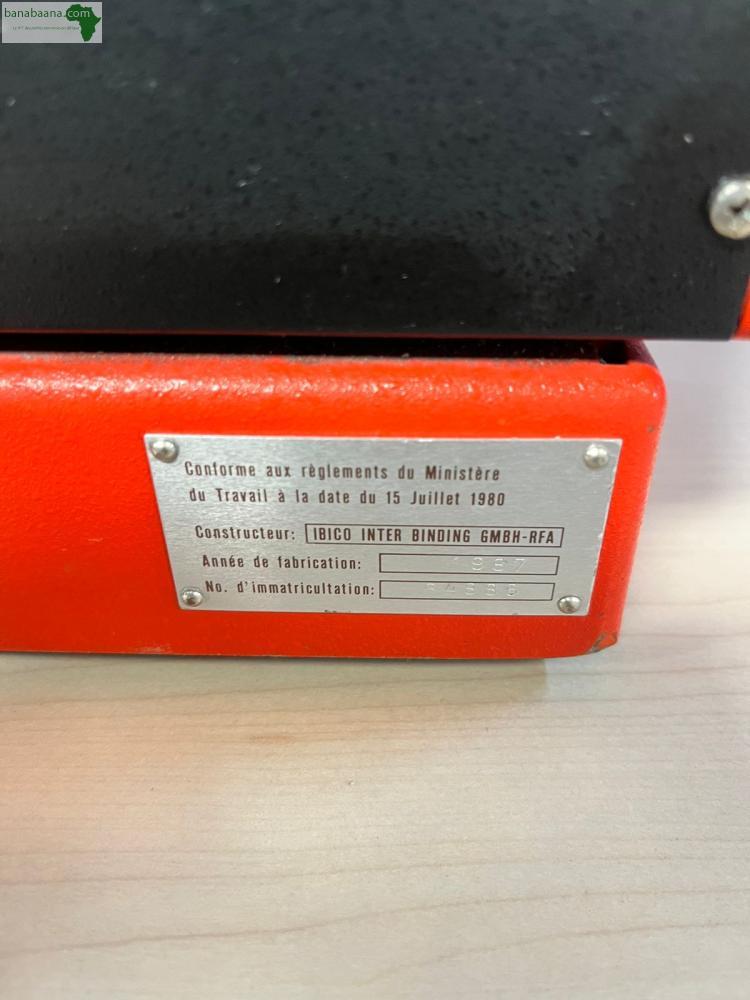 banabaana.com
Conforme aux règlements du Ministère
du Travail à la date du 15 Juillet 1980
Constructeur: IBICO INTER BINDING GMBH-RFA
Année de fabrication: 1987
No. d'immatricultation: